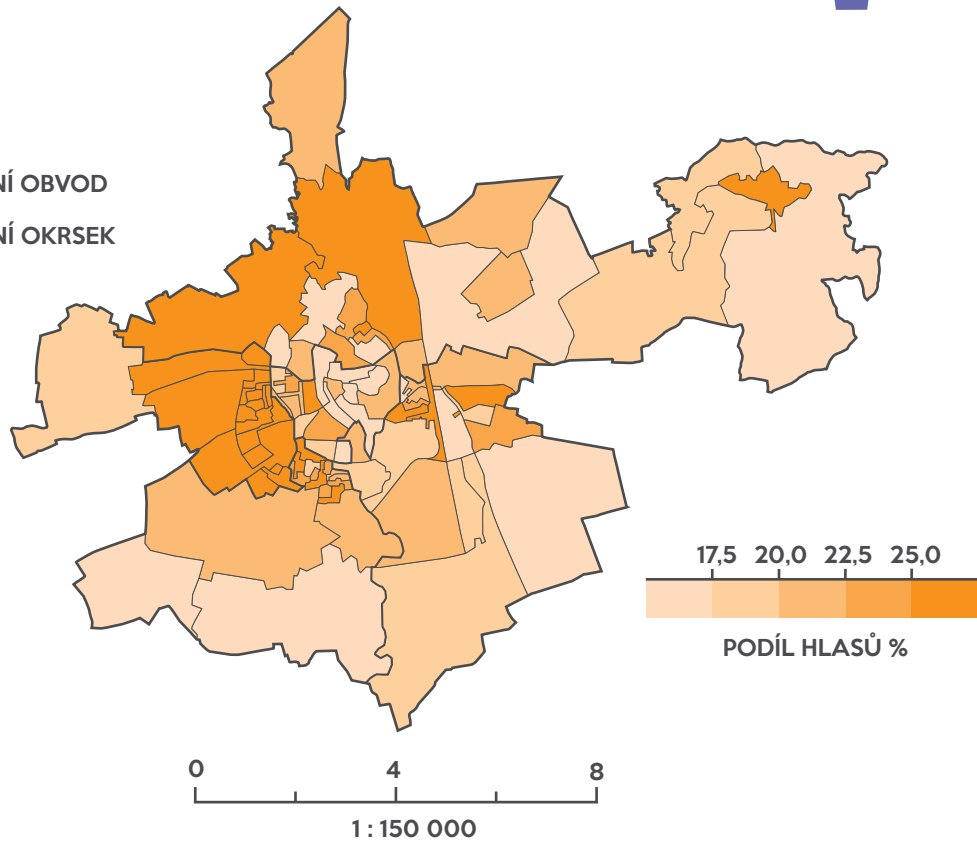 NÍ OBVOD
NÍ OKRSEK
17,5 20,0 22,5 25,0
PODÍL HLASŮ %
0 4 8
1 : 150 000